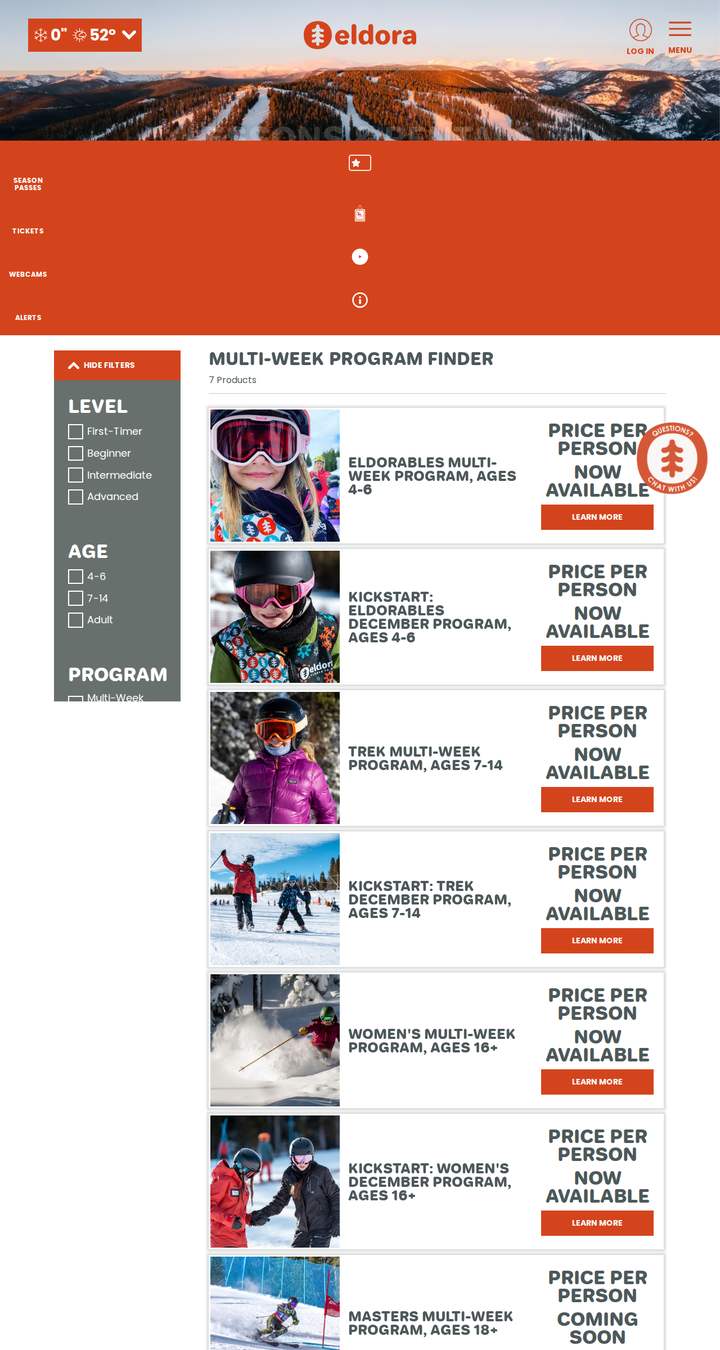 0" 52º
eldora
LOG IN
MENU
LESSONS & RENTALS
SEASON
PASSES
TICKETS
WEBCAMS
ALERTS
HIDE FILTERS
LEVEL
First-Timer
Beginner
Intermediate
Advanced
AGE
4-6
7-14
Adult
PROGRAM
Multi-Week
MULTI-WEEK PROGRAM FINDER
7 Products
ELDORABLES MULTI-
WEEK PROGRAM, AGES
4-6
PRICE PER
PERSON
NOW
AVAILABLE
LEARN MORE
QUESTIONS?
CHAT WITH US!
KICKSTART:
ELDORABLES
DECEMBER PROGRAM,
AGES 4-6
PRICE PER
PERSON
NOW
AVAILABLE
LEARN MORE
eldora
TREK MULTI-WEEK
PROGRAM, AGES 7-14
PRICE PER
PERSON
NOW
AVAILABLE
LEARN MORE
KICKSTART: TREK
DECEMBER PROGRAM,
AGES 7-14
PRICE PER
PERSON
NOW
AVAILABLE
LEARN MORE
WOMEN'S MULTI-WEEK
PROGRAM, AGES 16+
PRICE PER
PERSON
NOW
AVAILABLE
LEARN MORE
KICKSTART: WOMEN'S
DECEMBER PROGRAM,
AGES 16+
PRICE PER
PERSON
NOW
AVAILABLE
LEARN MORE
MASTERS MULTI-WEEK
PROGRAM, AGES 18+
PRICE PER
PERSON
COMING
SOON